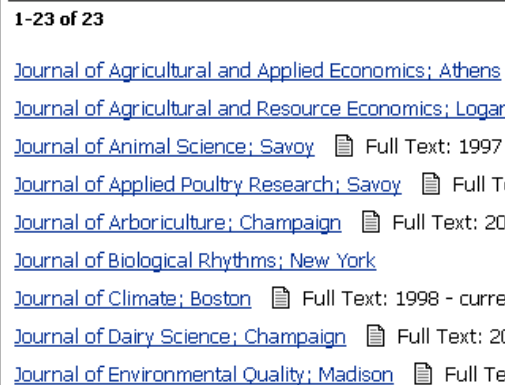 1-23 of 23
Journal of Agricultural and Applied Economics; Athens
Journal of Agricultural and Resource Economics;
Journal of Animal Science; Savoy Full Text: 1997
Journal of Applied Poultry Research; Savoy Full
Journal of Arboriculture; Champaign Full Text:
Journal of Biological Rhythms; New York
Journal of Climate; Boston Full Text: 1998 -
Journal of Dairy Science; Champaign Full Text:
Journal of Environmental Quality; Madison Full